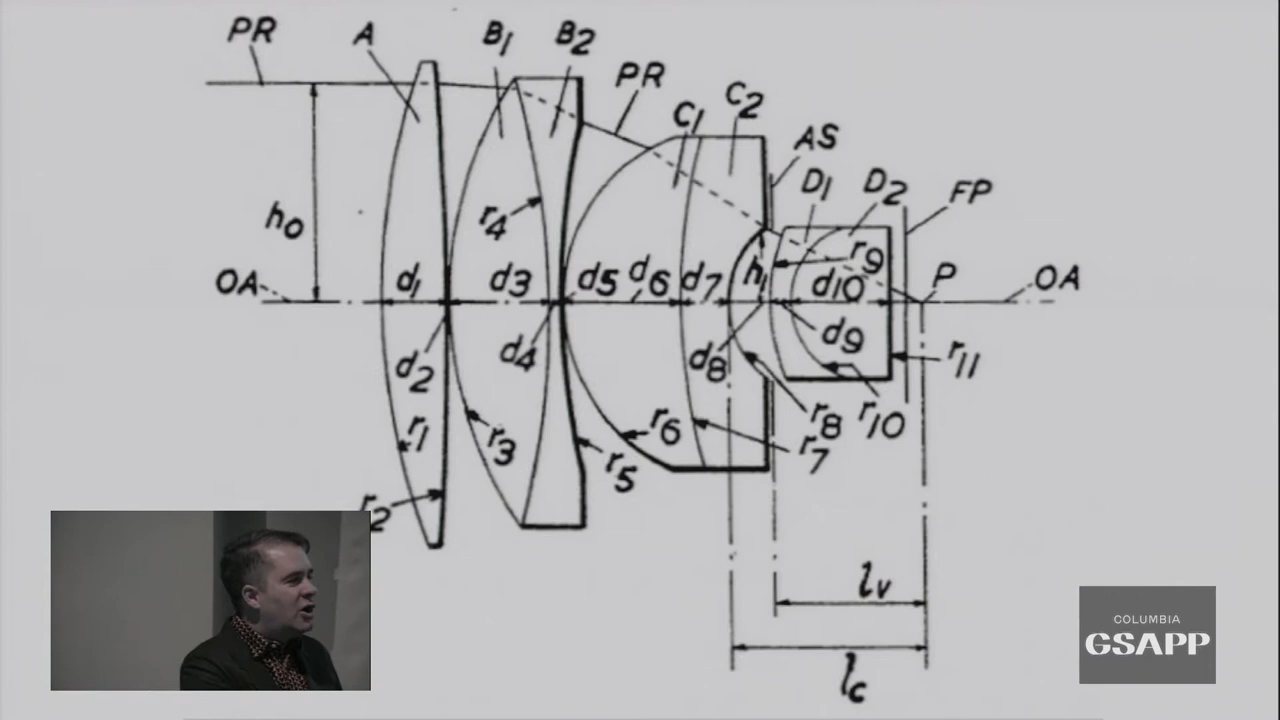 PR
A
B1
B2
PR
C1
C2
AS
D1
D2
FP
h0
r4
r9
OA
d1
d3
d5
d6
d7
h1
d10
P
OA
d2
d4
d8
d9
r11
r1
r3
r6
r8
r10
r7
r5
r2
lv
lc
COLUMBIA
GSAPP